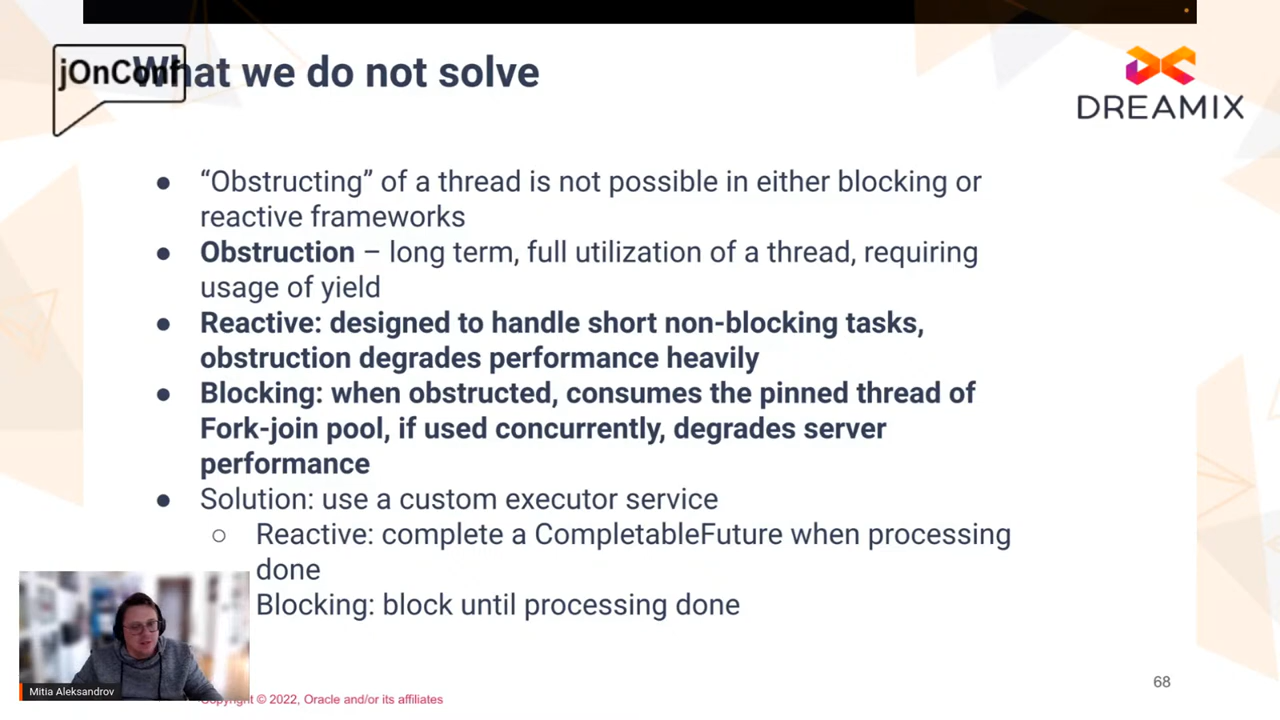 jOnConf
What we do not solve
DREAMIX
● “Obstructing” of a thread is not possible in either blocking or
reactive frameworks
● Obstruction – long term, full utilization of a thread, requiring
usage of yield
● Reactive: designed to handle short non-blocking tasks,
obstruction degrades performance heavily
● Blocking: when obstructed, consumes the pinned thread of
Fork-join pool, if used concurrently, degrades server
performance
● Solution: use a custom executor service
○ Reactive: complete a CompletableFuture when processing
done
Blocking: block until processing done
Mitia Aleksandrov
Copyright © 2022, Oracle and/or its affiliates
68